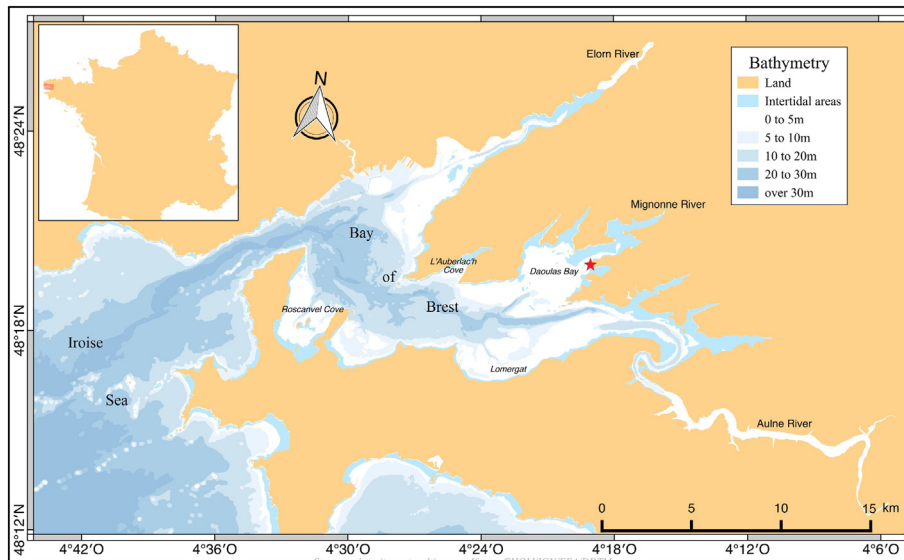 Elorn River
N
Bathymetry
Land
Intertidal areas
0 to 5m
5 to 10m
10 to 20m
20 to 30m
over 30m
48°24'N
Mignonne River
Bay
L'Auberlac'h
Cove
of
Daoulas Bay
Brest
Roscanvel Cove
48°18'N
Iroise
Lomergat
Sea
Aulne River
0 5 10 15 km
48°12'N
4°42'O 4°36'O 4°30'O 4°24'O 4°18'O 4°12'O 4°6'O